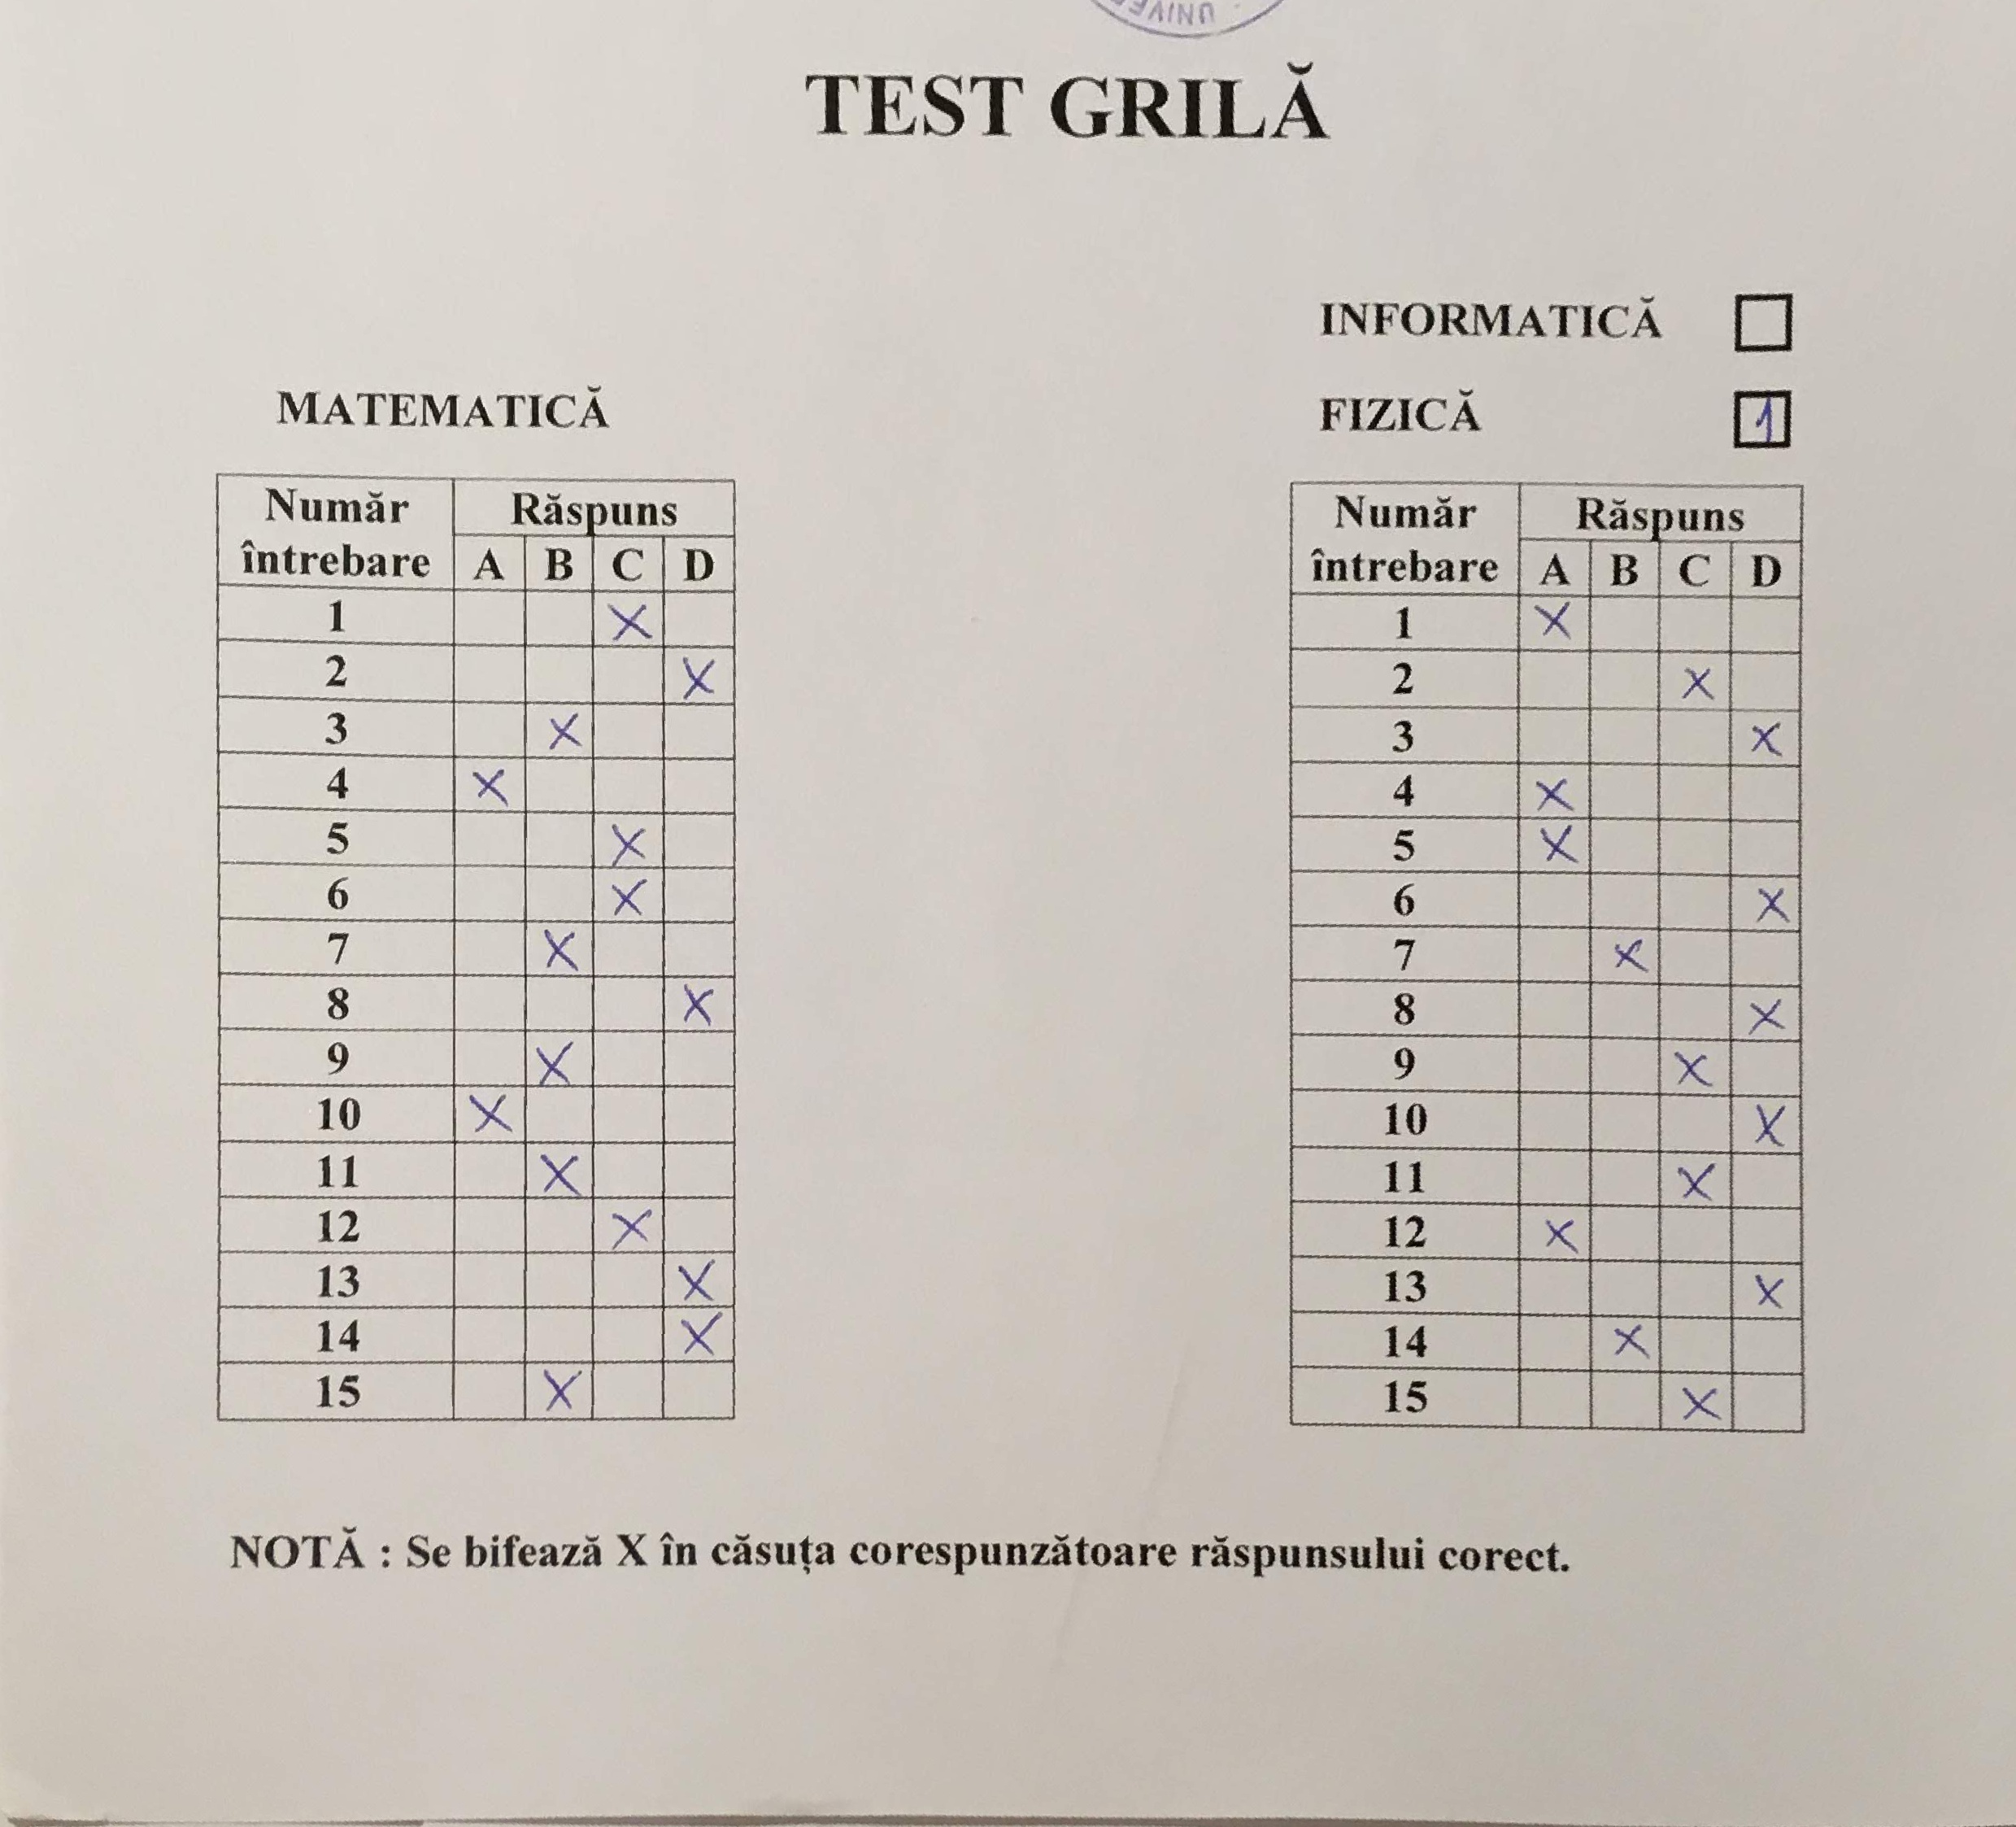 TEST GRILĂ
INFORMATICĂ
FIZICĂ 1
MATEMATICĂ
Număr întrebare Răspuns
A B C D
1 X
2 X
3 X
4 X
5 X
6 X
7 X
8 X
9 X
10 X
11 X
12 X
13 X
14 X
15 X
Număr întrebare Răspuns
A B C D
1 X
2 X
3 X
4 X
5 X
6 X
7 X
8 X
9 X
10 X
11 X
12 X
13 X
14 X
15 X
NOTĂ : Se bifează X în căsuța corespunzătoare răspunsului corect.